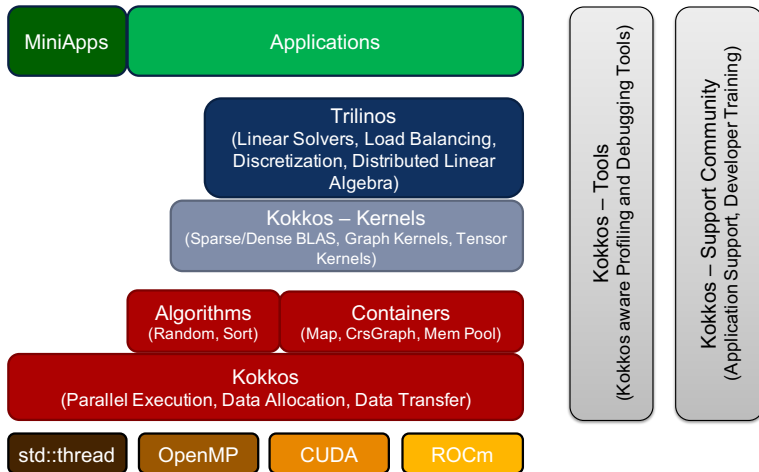 MiniApps
Applications
Trilinos
(Linear Solvers, Load Balancing,
Discretization, Distributed Linear
Algebra)
Kokkos – Kernels
(Sparse/Dense BLAS, Graph Kernels, Tensor
Kernels)
Algorithms
(Random, Sort)
Containers
(Map, CrsGraph, Mem Pool)
Kokkos
(Parallel Execution, Data Allocation, Data Transfer)
std::thread
OpenMP
CUDA
ROCm
Kokkos – Tools
(Kokkos aware Profiling and Debugging Tools)
Kokkos – Support Community
(Application Support, Developer Training)